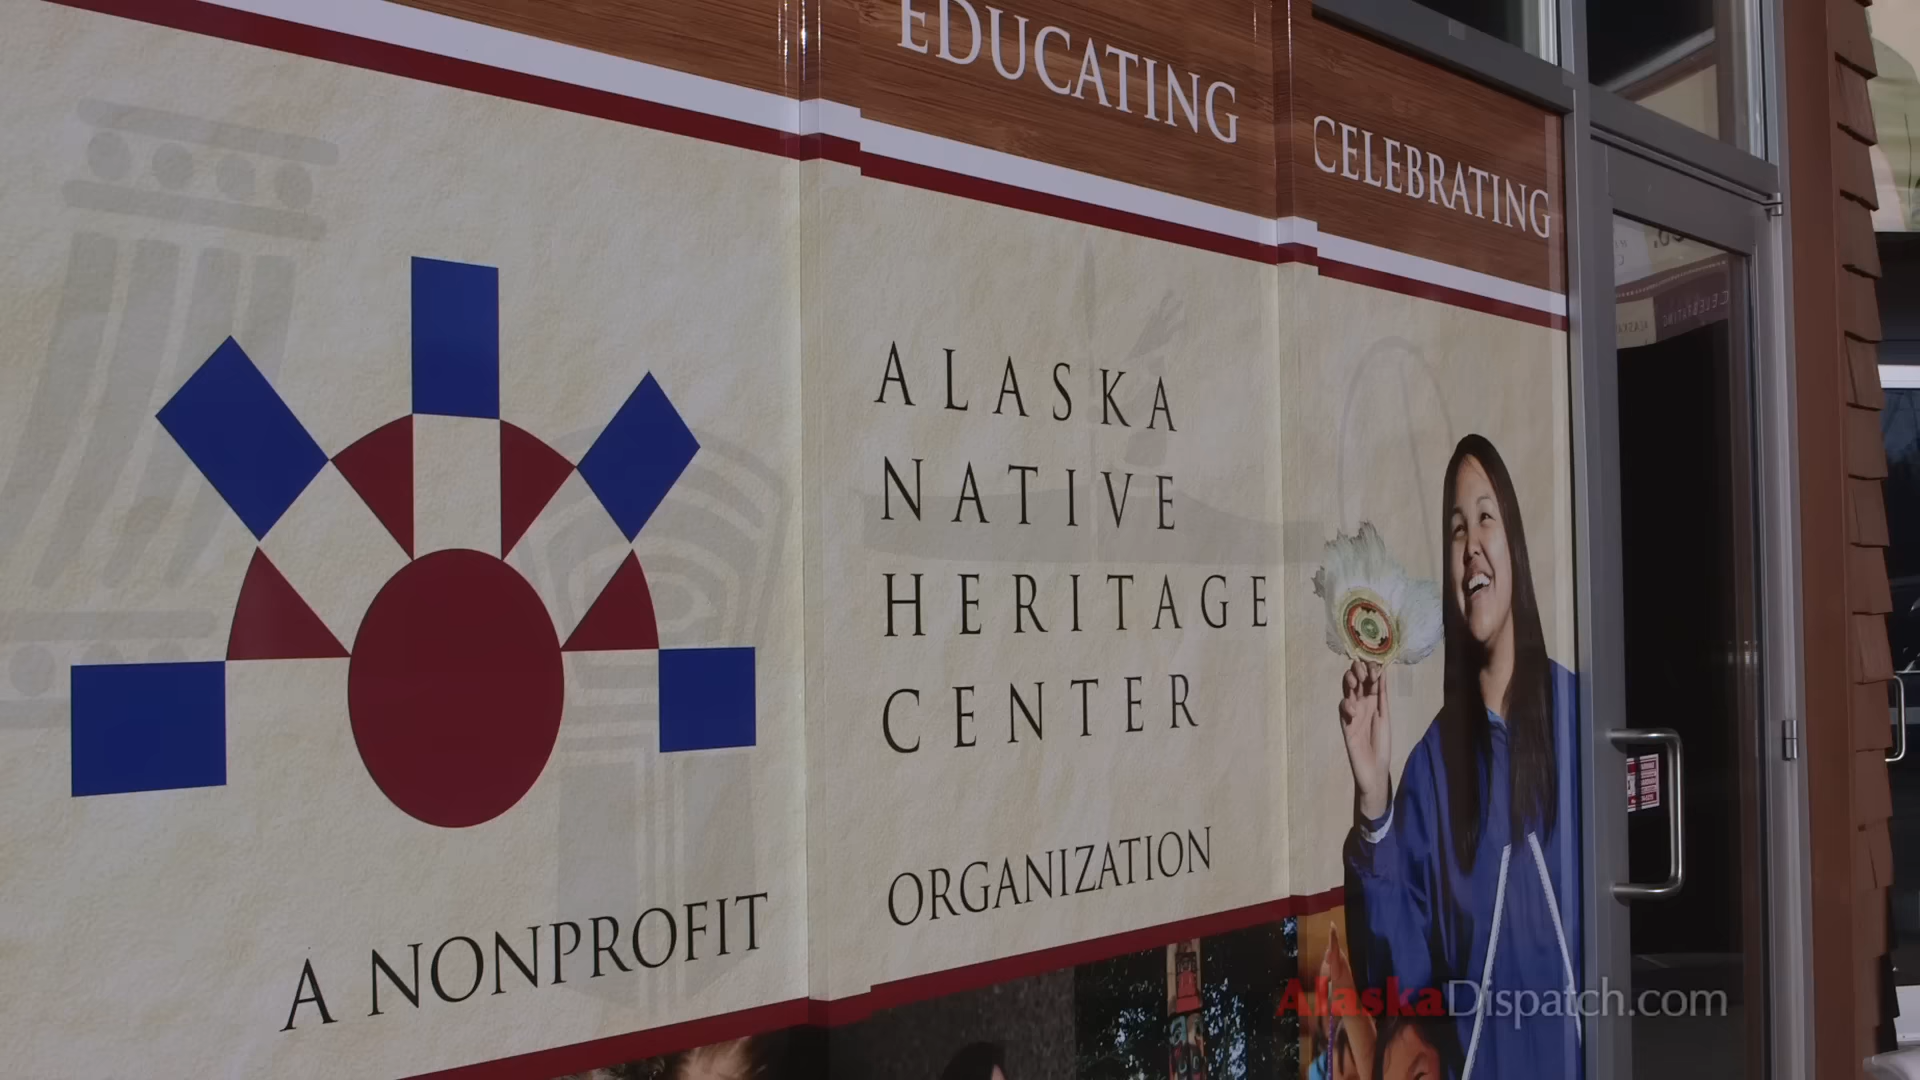 EDUCATING
CELEBRATING
ALASKA
NATIVE
HERITAGE
CENTER
A NONPROFIT ORGANIZATION
AlaskaDispatch.com